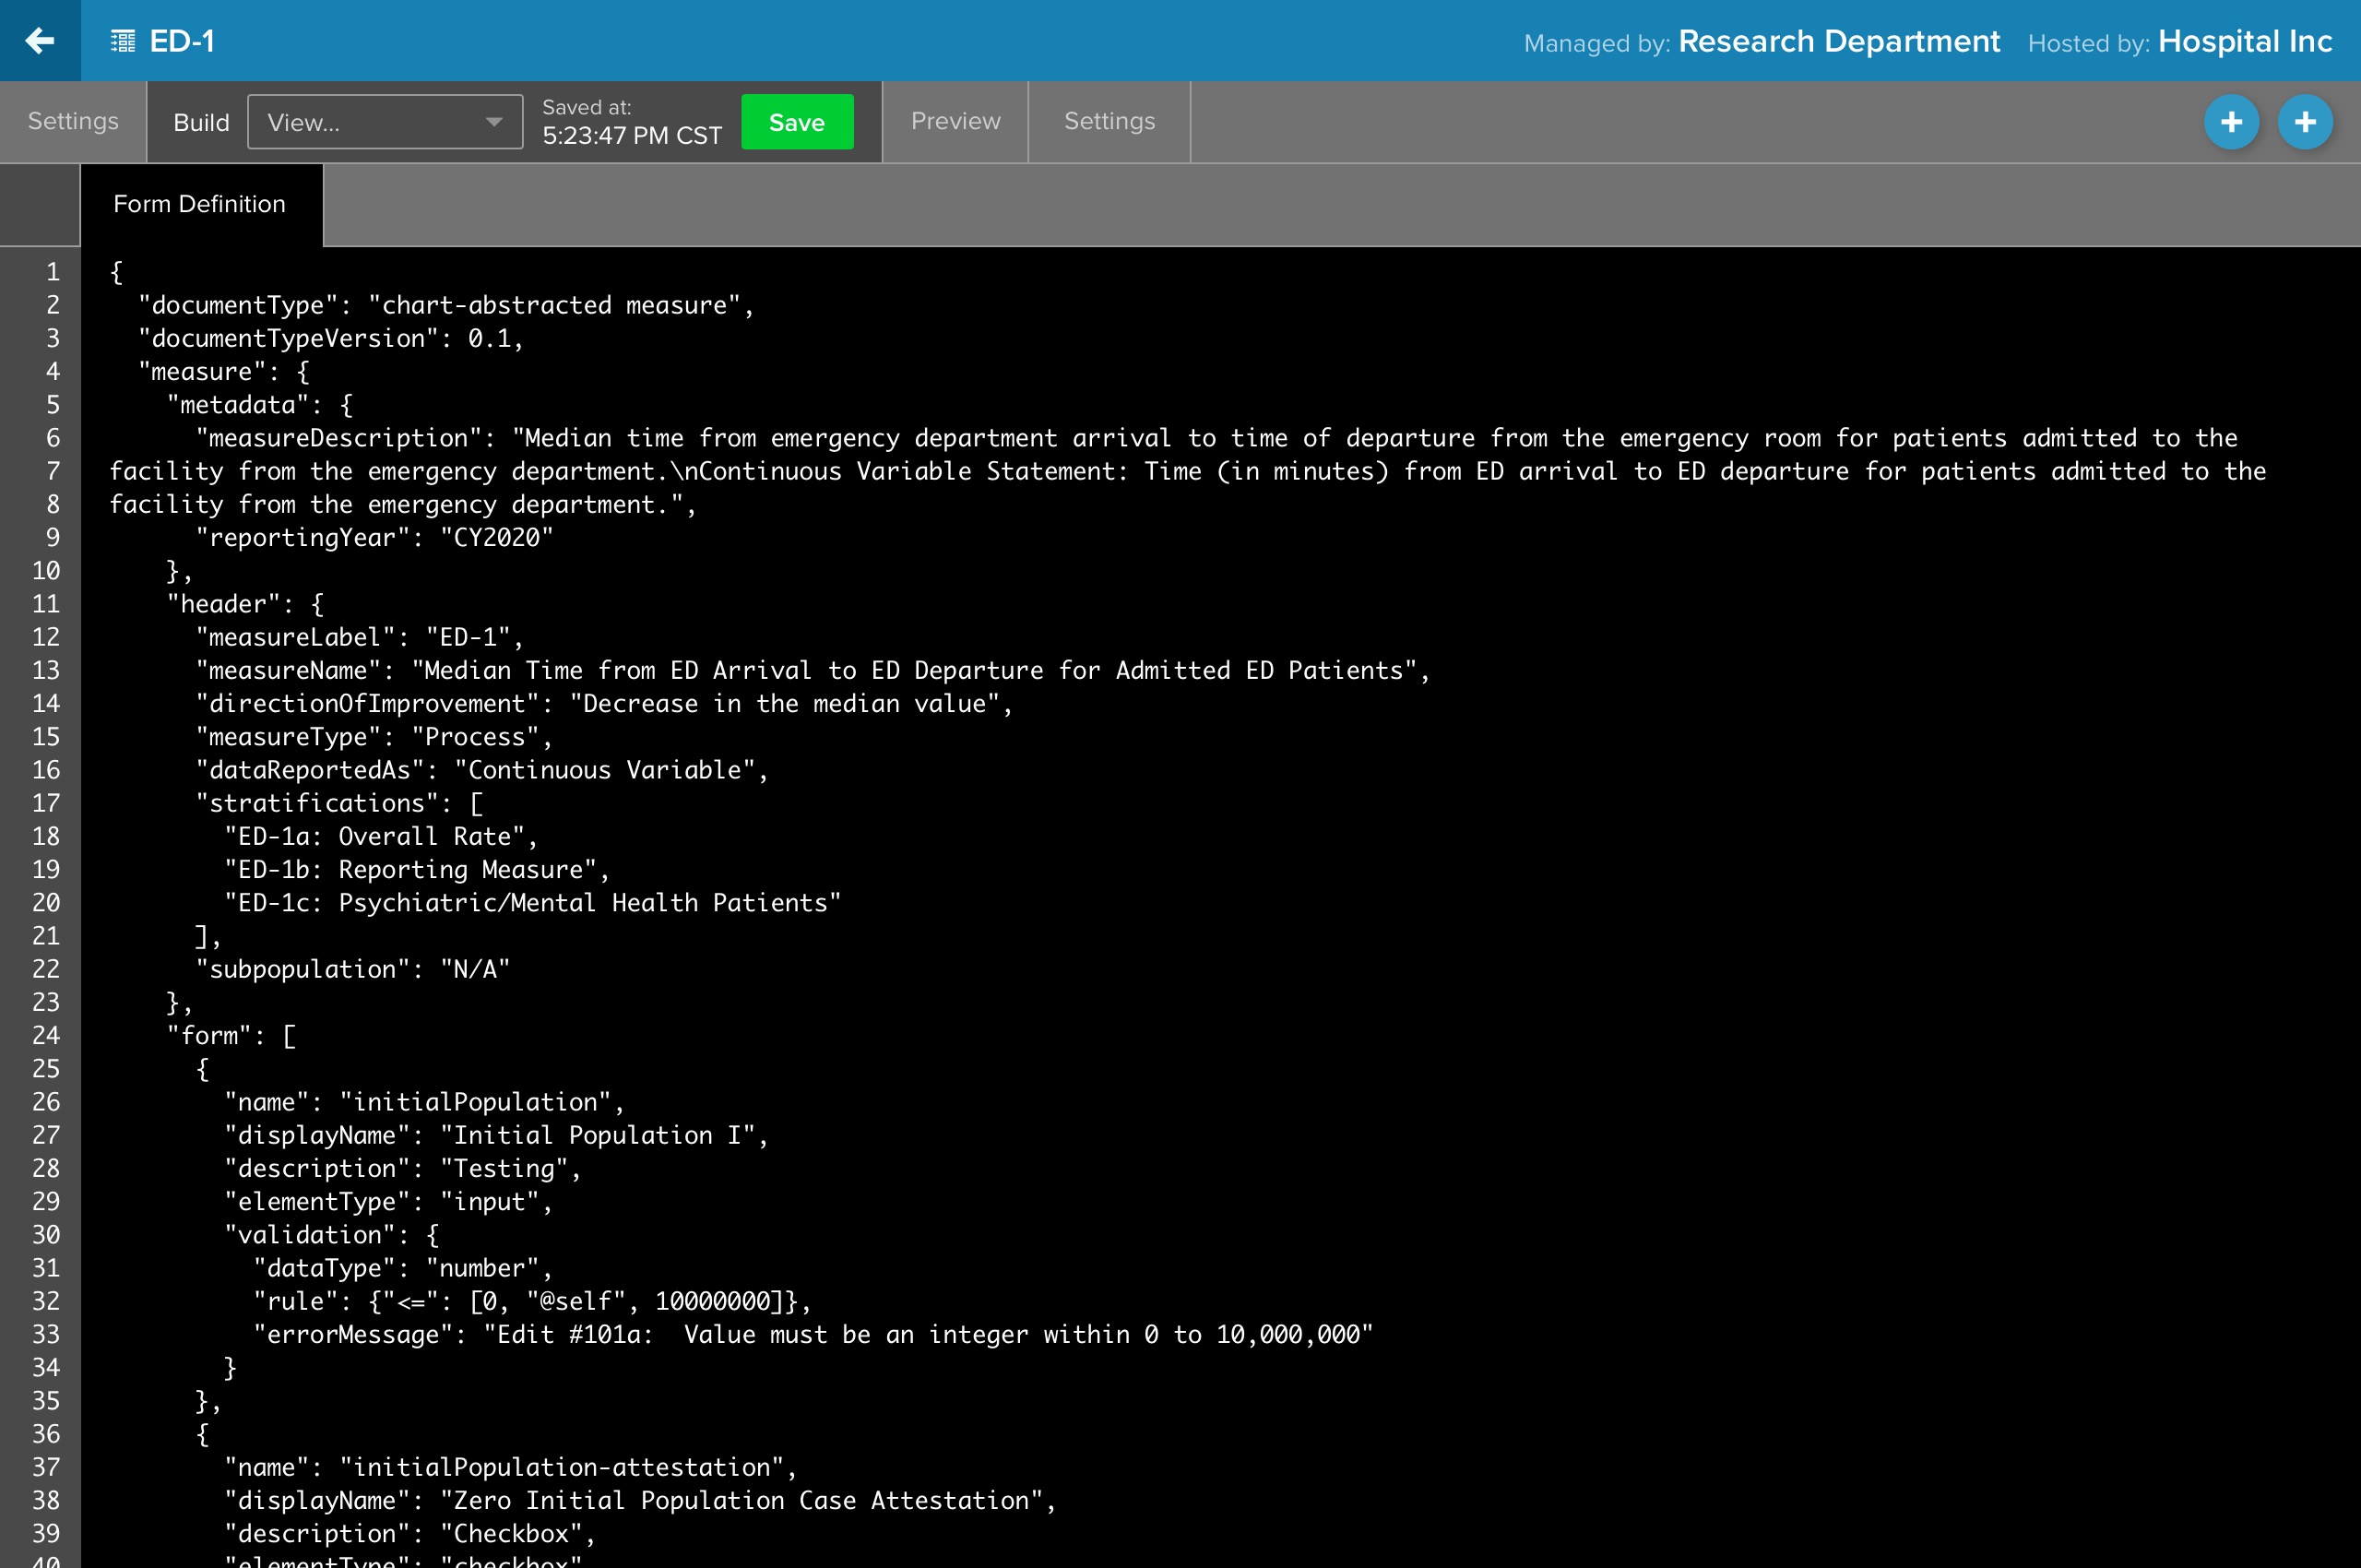 ED-1
Managed by: Research Department Hosted by: Hospital Inc
Settings
Build
View...
Saved at:
5:23:47 PM CST
Save
Preview
Settings
Form Definition
1 {
2 "documentType": "chart-abstracted measure",
3 "documentTypeVersion": 0.1,
4 "measure": {
5 "metadata": {
6 "measureDescription": "Median time from emergency department arrival to time of departure from the emergency room for patients admitted to the
7 facility from the emergency department.\nContinuous Variable Statement: Time (in minutes) from ED arrival to ED departure for patients admitted to the
8 facility from the emergency department.",
9 "reportingYear": "CY2020"
10 },
11 "header": {
12 "measureLabel": "ED-1",
13 "measureName": "Median Time from ED Arrival to ED Departure for Admitted ED Patients",
14 "directionOfImprovement": "Decrease in the median value",
15 "measureType": "Process",
16 "dataReportedAs": "Continuous Variable",
17 "stratifications": [
18 "ED-1a: Overall Rate",
19 "ED-1b: Reporting Measure",
20 "ED-1c: Psychiatric/Mental Health Patients"
21 ],
22 "subpopulation": "N/A"
23 },
24 "form": [
25 {
26 "name": "initialPopulation",
27 "displayName": "Initial Population I",
28 "description": "Testing",
29 "elementType": "input",
30 "validation": {
31 "dataType": "number",
32 "rule": {"<=": [0, "@self", 10000000]},
33 "errorMessage": "Edit #101a:  Value must be an integer within 0 to 10,000,000"
34 }
35 },
36 {
37 "name": "initialPopulation-attestation",
38 "displayName": "Zero Initial Population Case Attestation",
39 "description": "Checkbox",
40 "elementType": "checkbox"